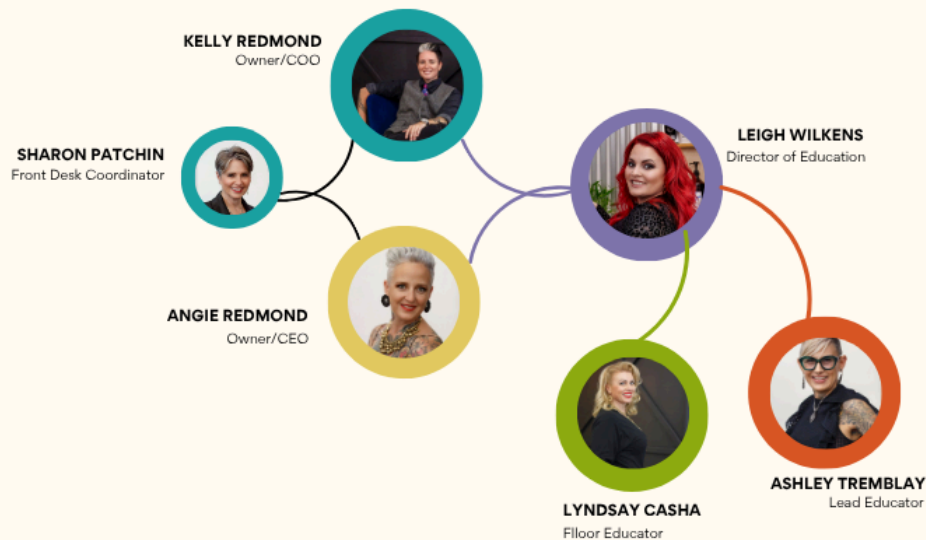 KELLY REDMOND
Owner/COO
SHARON PATCHIN
Front Desk Coordinator
LEIGH WILKENS
Director of Education
ANGIE REDMOND
Owner/CEO
LYNDSAY CASHA
Flloor Educator
ASHLEY TREMBLAY
Lead Educator